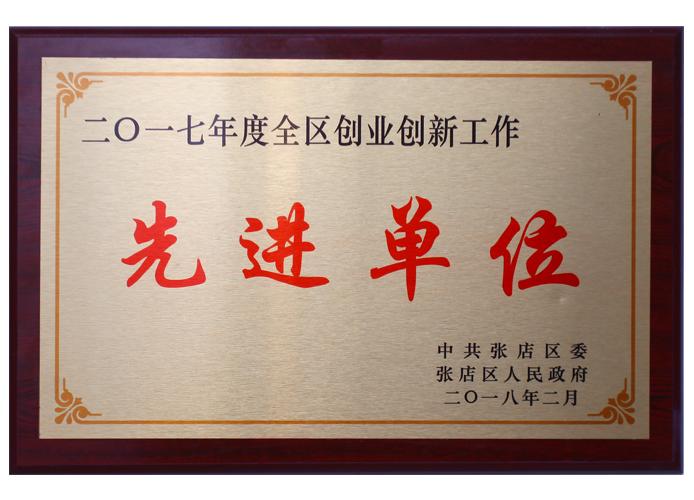 二〇一七年度全区创业创新工作
先进单位
中共张店区委
张店区人民政府
二〇一八年二月